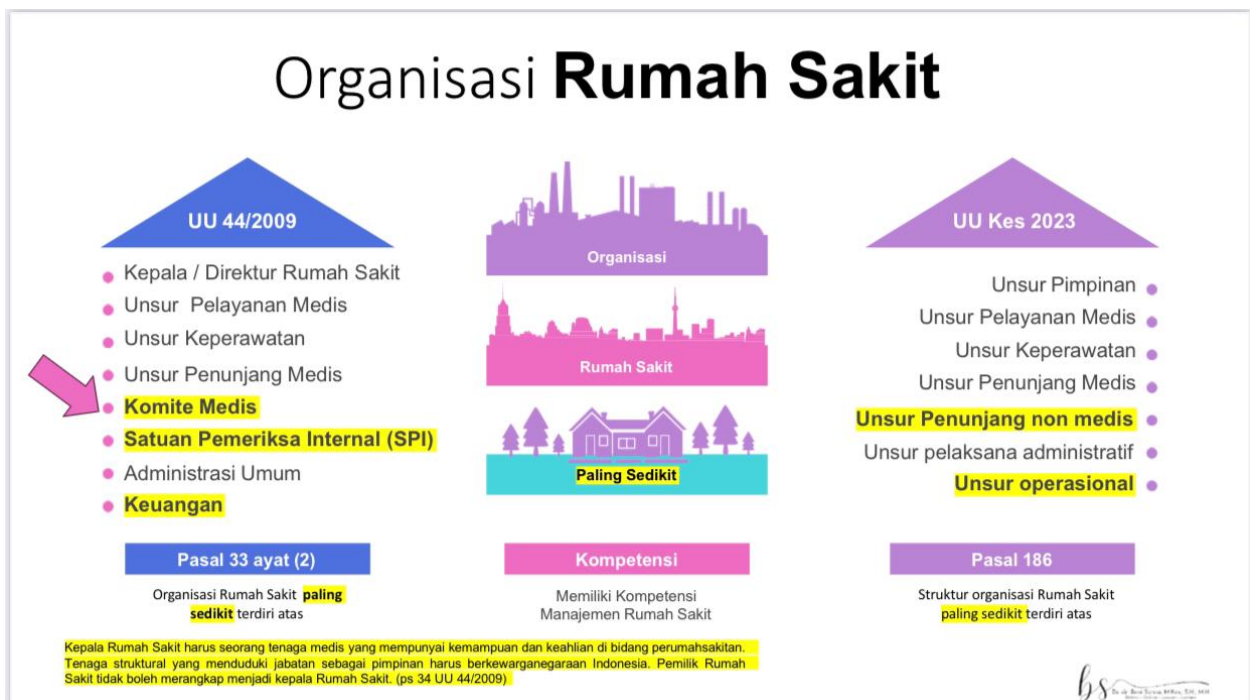 Organisasi Rumah Sakit
UU 44/2009
Kepala / Direktur Rumah Sakit
Unsur Pelayanan Medis
Unsur Keperawatan
Unsur Penunjang Medis
Komite Medis
Satuan Pemeriksa Internal (SPI)
Administrasi Umum
Keuangan
Pasal 33 ayat (2)
Organisasi Rumah Sakit paling
sedikit terdiri atas
Organisasi
Rumah Sakit
Paling Sedikit
Kompetensi
Memiliki Kompetensi
Manajemen Rumah Sakit
UU Kes 2023
Unsur Pimpinan
Unsur Pelayanan Medis
Unsur Keperawatan
Unsur Penunjang Medis
Unsur Penunjang non medis
Unsur pelaksana administratif
Unsur operasional
Pasal 186
Struktur organisasi Rumah Sakit
paling sedikit terdiri atas
Kepala Rumah Sakit harus seorang tenaga medis yang mempunyai kemampuan dan keahlian di bidang perumahsakitan.
Tenaga struktural yang menduduki jabatan sebagai pimpinan harus berkewarganegaraan Indonesia. Pemilik Rumah
Sakit tidak boleh merangkap menjadi kepala Rumah Sakit. (ps 34 UU 44/2009)
bs